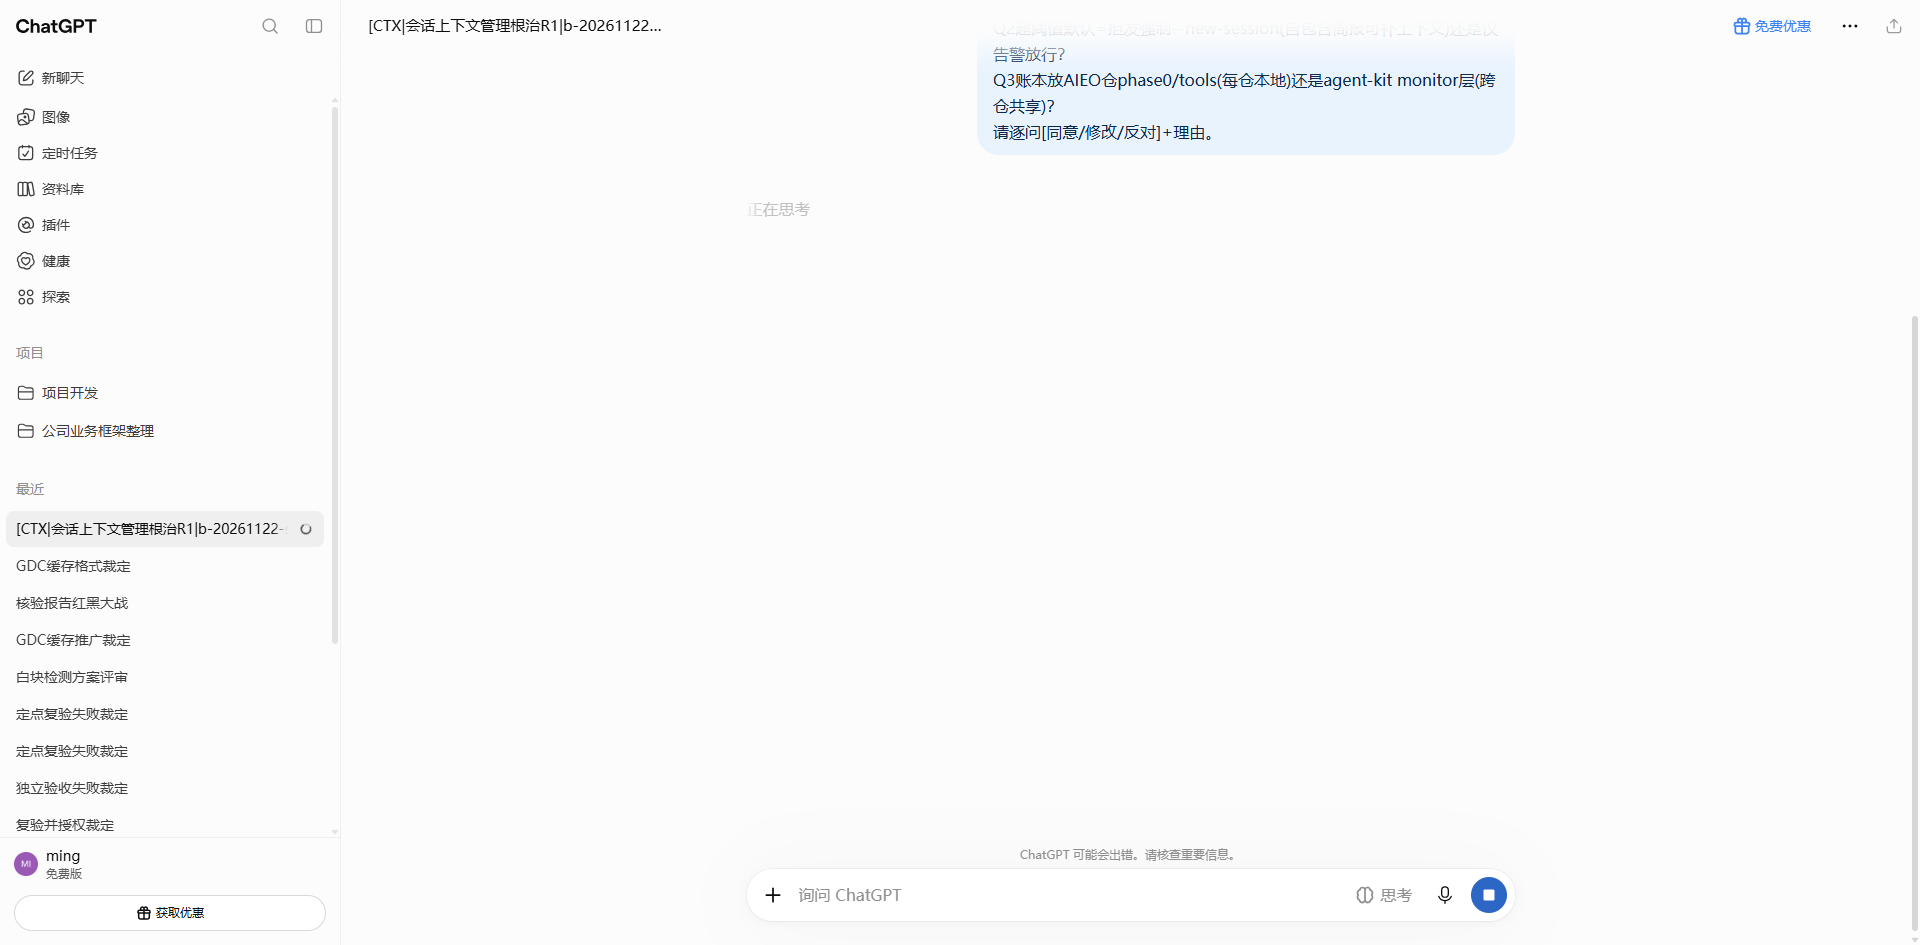 ChatGPT
新聊天
图像
定时任务
资料库
插件
健康
探索
项目
项目开发
公司业务框架整理
最近
[CTX|会话上下文管理根治R1|b-20261122-
GDC缓存格式裁定
核验报告红黑大战
GDC缓存推广裁定
白块检测方案评审
定点复验失败裁定
定点复验失败裁定
独立验收失败裁定
复验并授权裁定
MI
ming
免费版
获取优惠
[CTX|会话上下文管理根治R1|b-20261122...
免费优惠
告警放行?
Q3账本放AIEO仓phase0/tools(每仓本地)还是agent-kit monitor层(跨
仓共享)?
请逐问[同意/修改/反对]+理由。
正在思考
ChatGPT 可能会出错。请核查重要信息。
询问 ChatGPT
思考